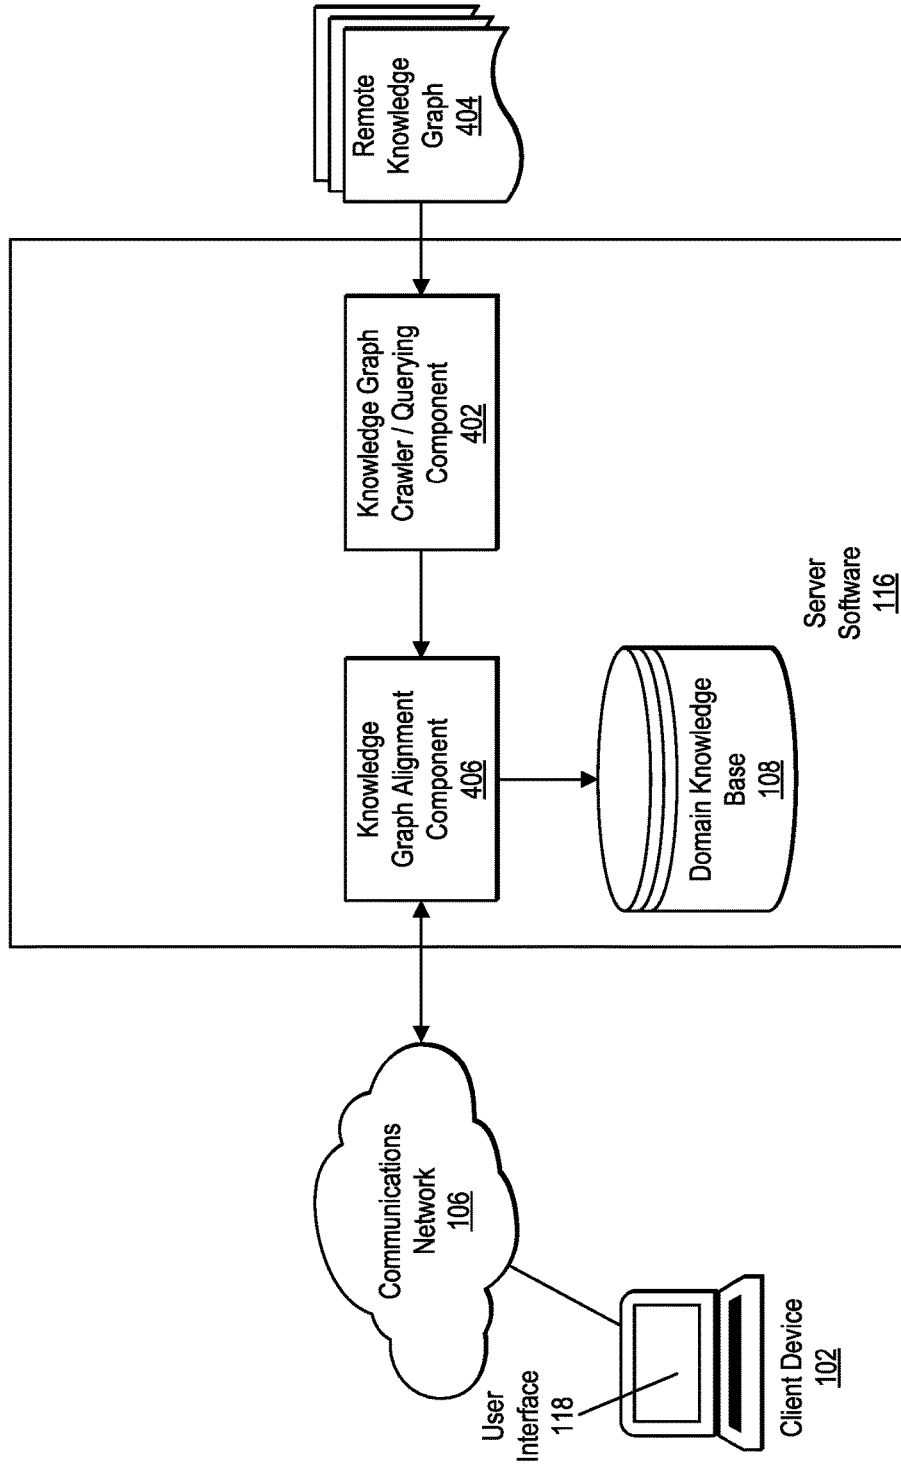 Communications
Network
106
User
Interface
118
Client Device
102
Knowledge
Graph Alignment
Component
406
Domain Knowledge
Base
108
Knowledge Graph
Crawler / Querying
Component
402
Server
Software
116
Remote
Knowledge
Graph
404